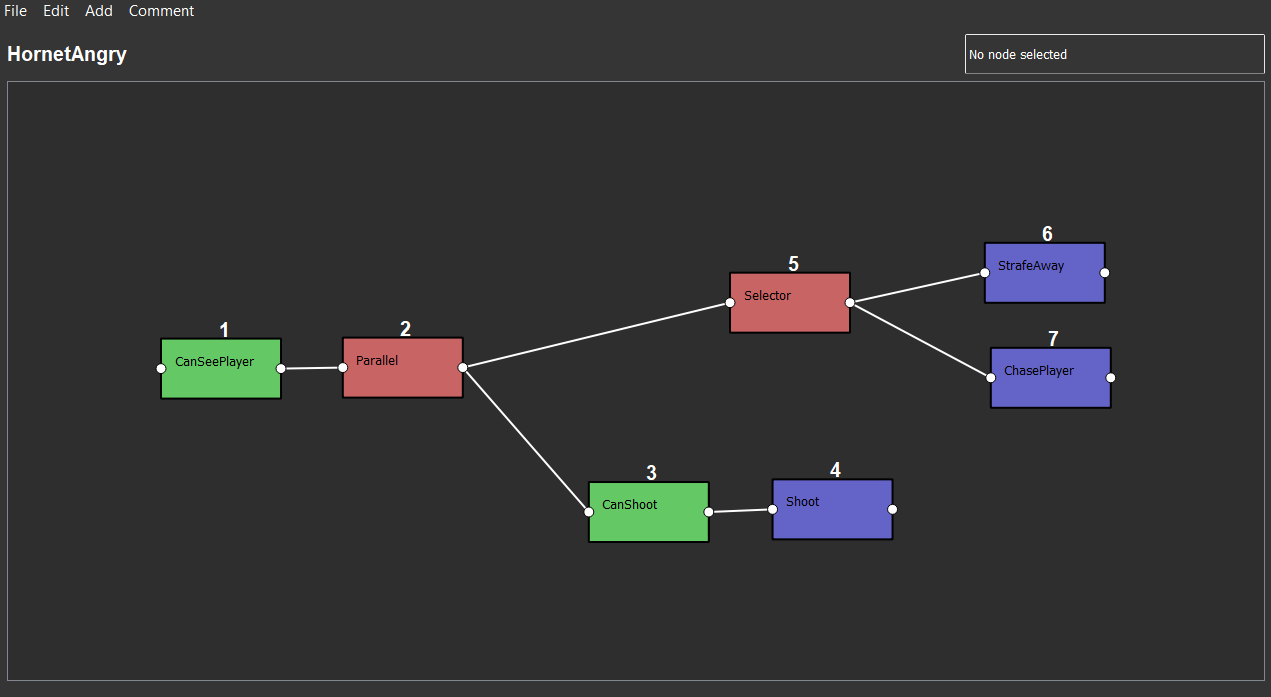 File Edit Add Comment
HornetAngry
No node selected
6
StrafeAway
5
Selector
1
CanSeePlayer
2
Parallel
7
ChasePlayer
3
CanShoot
4
Shoot